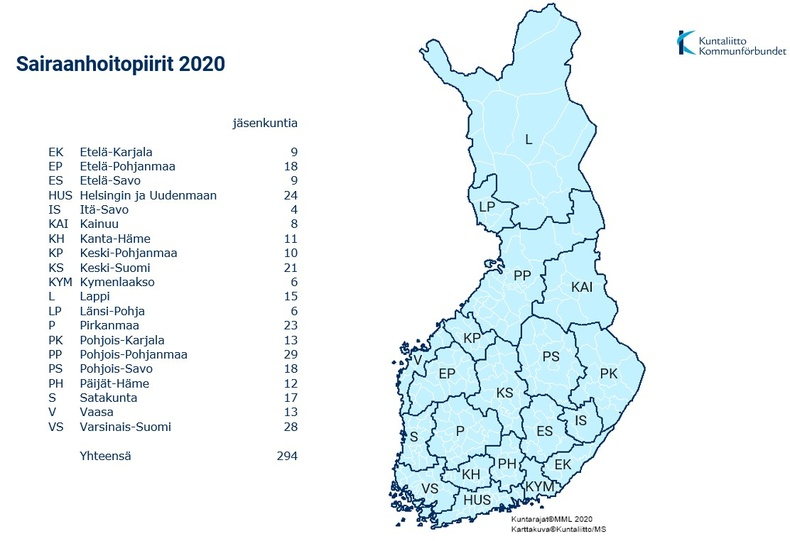 Sairaanhoitopiirit 2020
Kuntaliitto
Kommunförbundet
jäsenkuntia
EK Etelä-Karjala 9
EP Etelä-Pohjanmaa 18
ES Etelä-Savo 9
HUS Helsingin ja Uudenmaan 24
IS Itä-Savo 4
KAI Kainuu 8
KH Kanta-Häme 11
KP Keski-Pohjanmaa 10
KS Keski-Suomi 21
KYM Kymenlaakso 6
L Lappi 15
LP Länsi-Pohja 6
P Pirkanmaa 23
PK Pohjois-Karjala 13
PP Pohjois-Pohjanmaa 29
PS Pohjois-Savo 18
PH Päijät-Häme 12
S Satakunta 17
V Vaasa 13
VS Varsinais-Suomi 28
Yhteensä 294
L
LP
PP
KAI
KP
V
EP
PS
PK
KS
S
P
ES
IS
KH
PH
EK
VS
HUS
KYM
Kuntarajat©MML 2020
Karttakuva©Kuntaliitto/MS